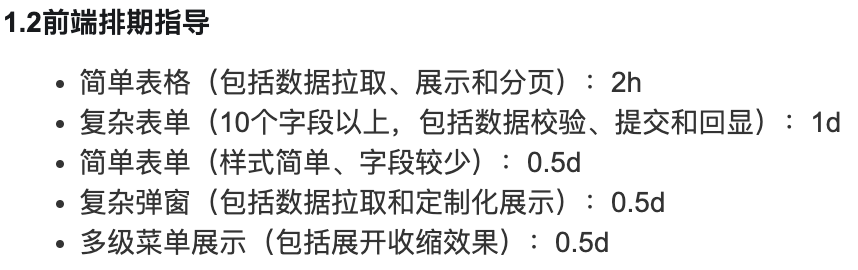 1.2前端排期指导
• 简单表格（包括数据拉取、展示和分页）：2h
• 复杂表单（10个字段以上，包括数据校验、提交和回显）：1d
• 简单表单（样式简单、字段较少）：0.5d
• 复杂弹窗（包括数据拉取和定制化展示）：0.5d
• 多级菜单展示（包括展开收缩效果）：0.5d